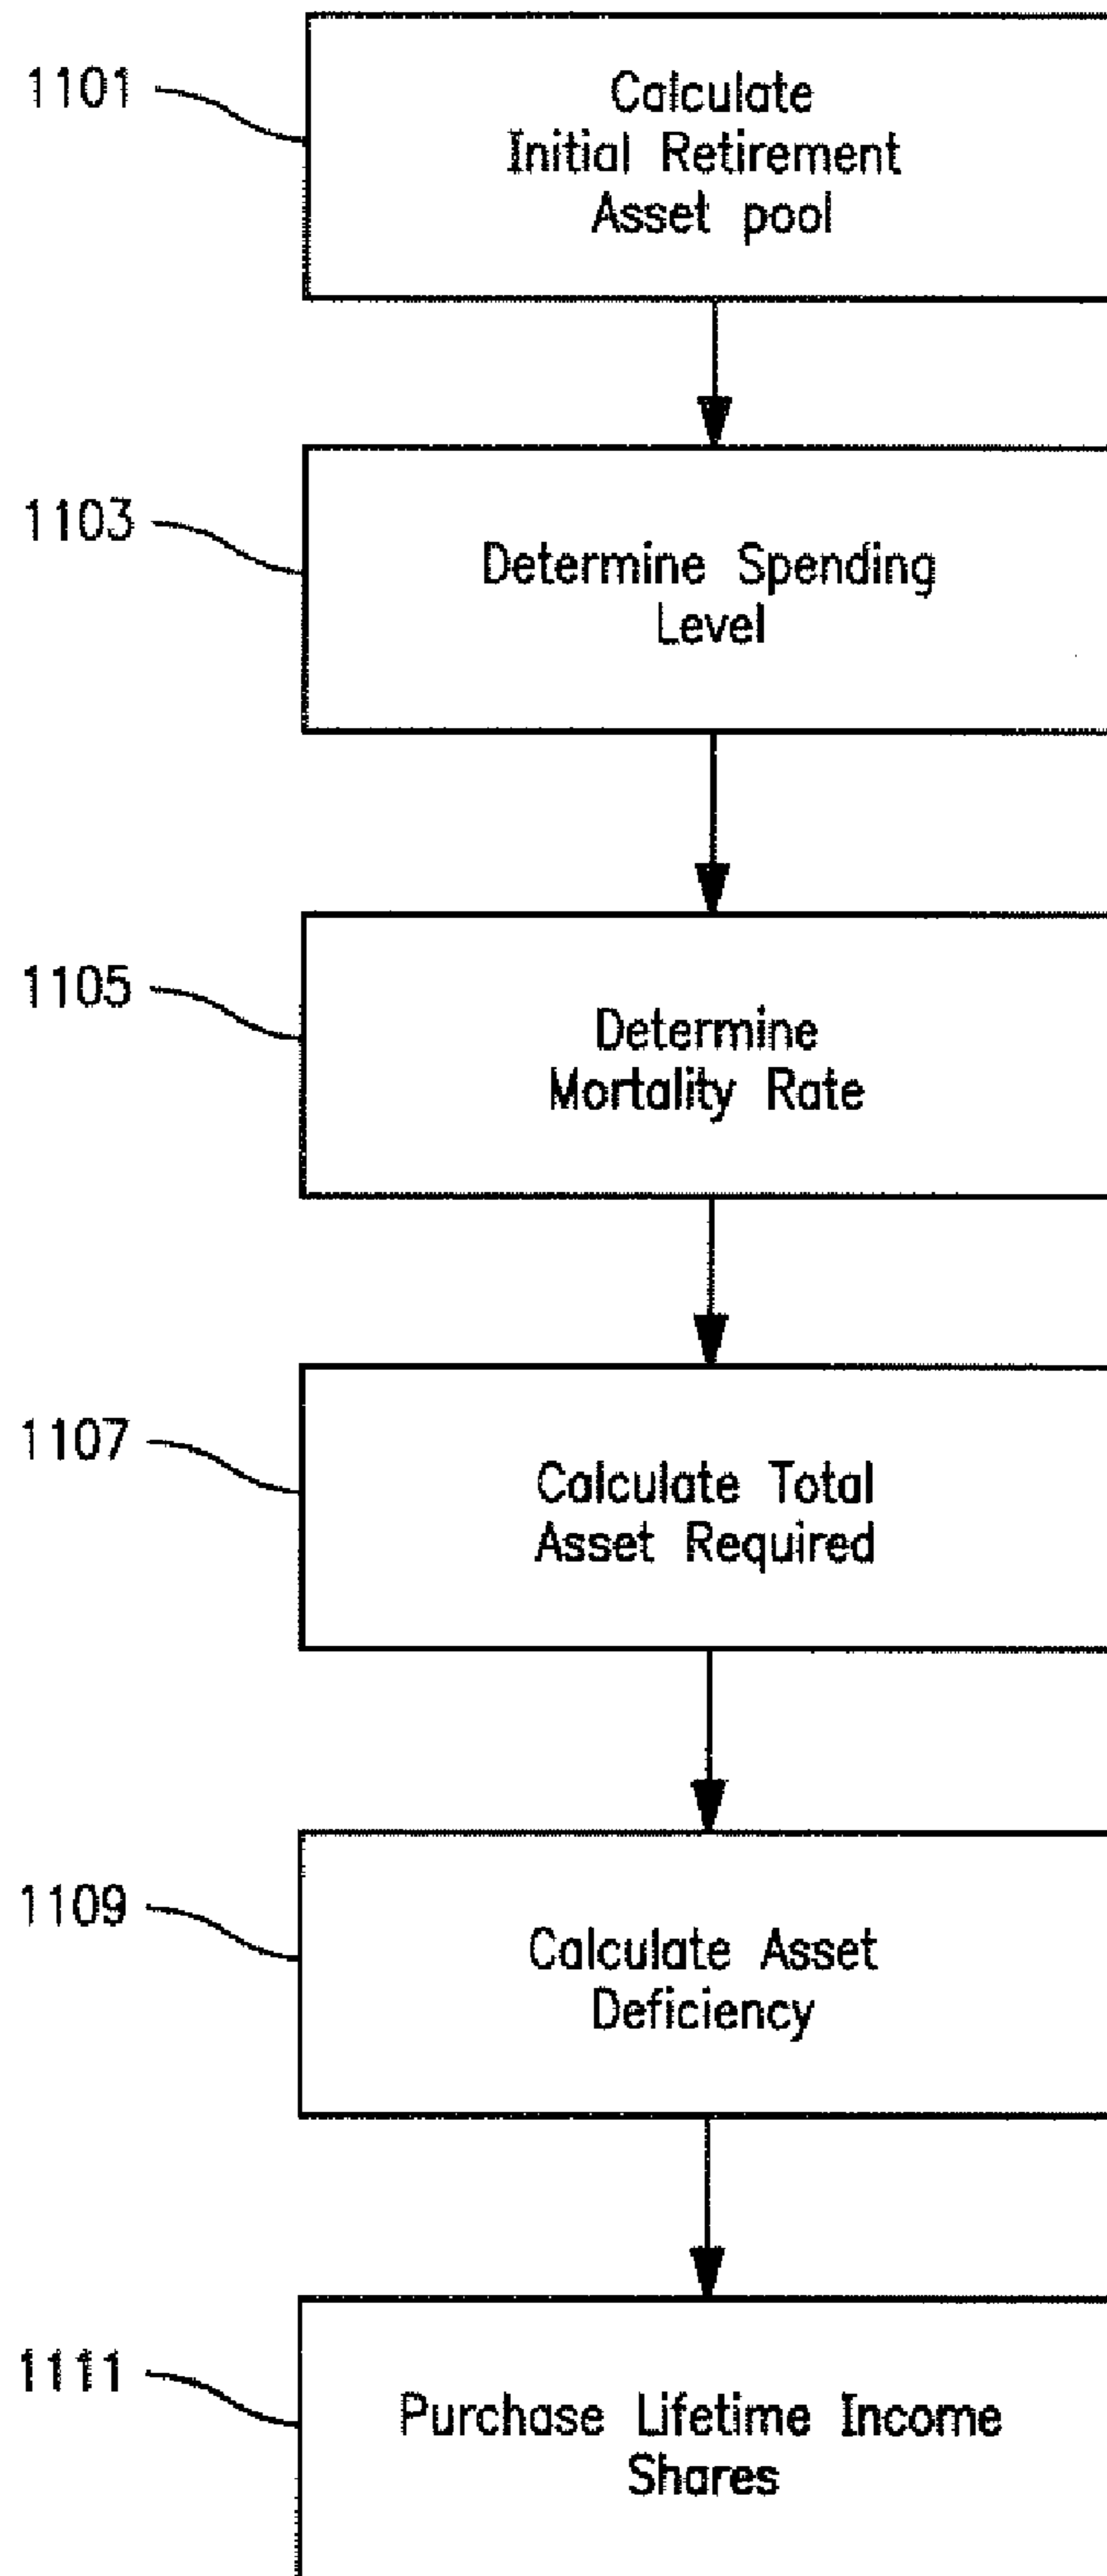 1101
Calculate
Initial Retirement
Asset pool
1103
Determine Spending
Level
1105
Determine
Mortality Rate
1107
Calculate Total
Asset Required
1109
Calculate Asset
Deficiency
1111
Purchase Lifetime Income
Shares